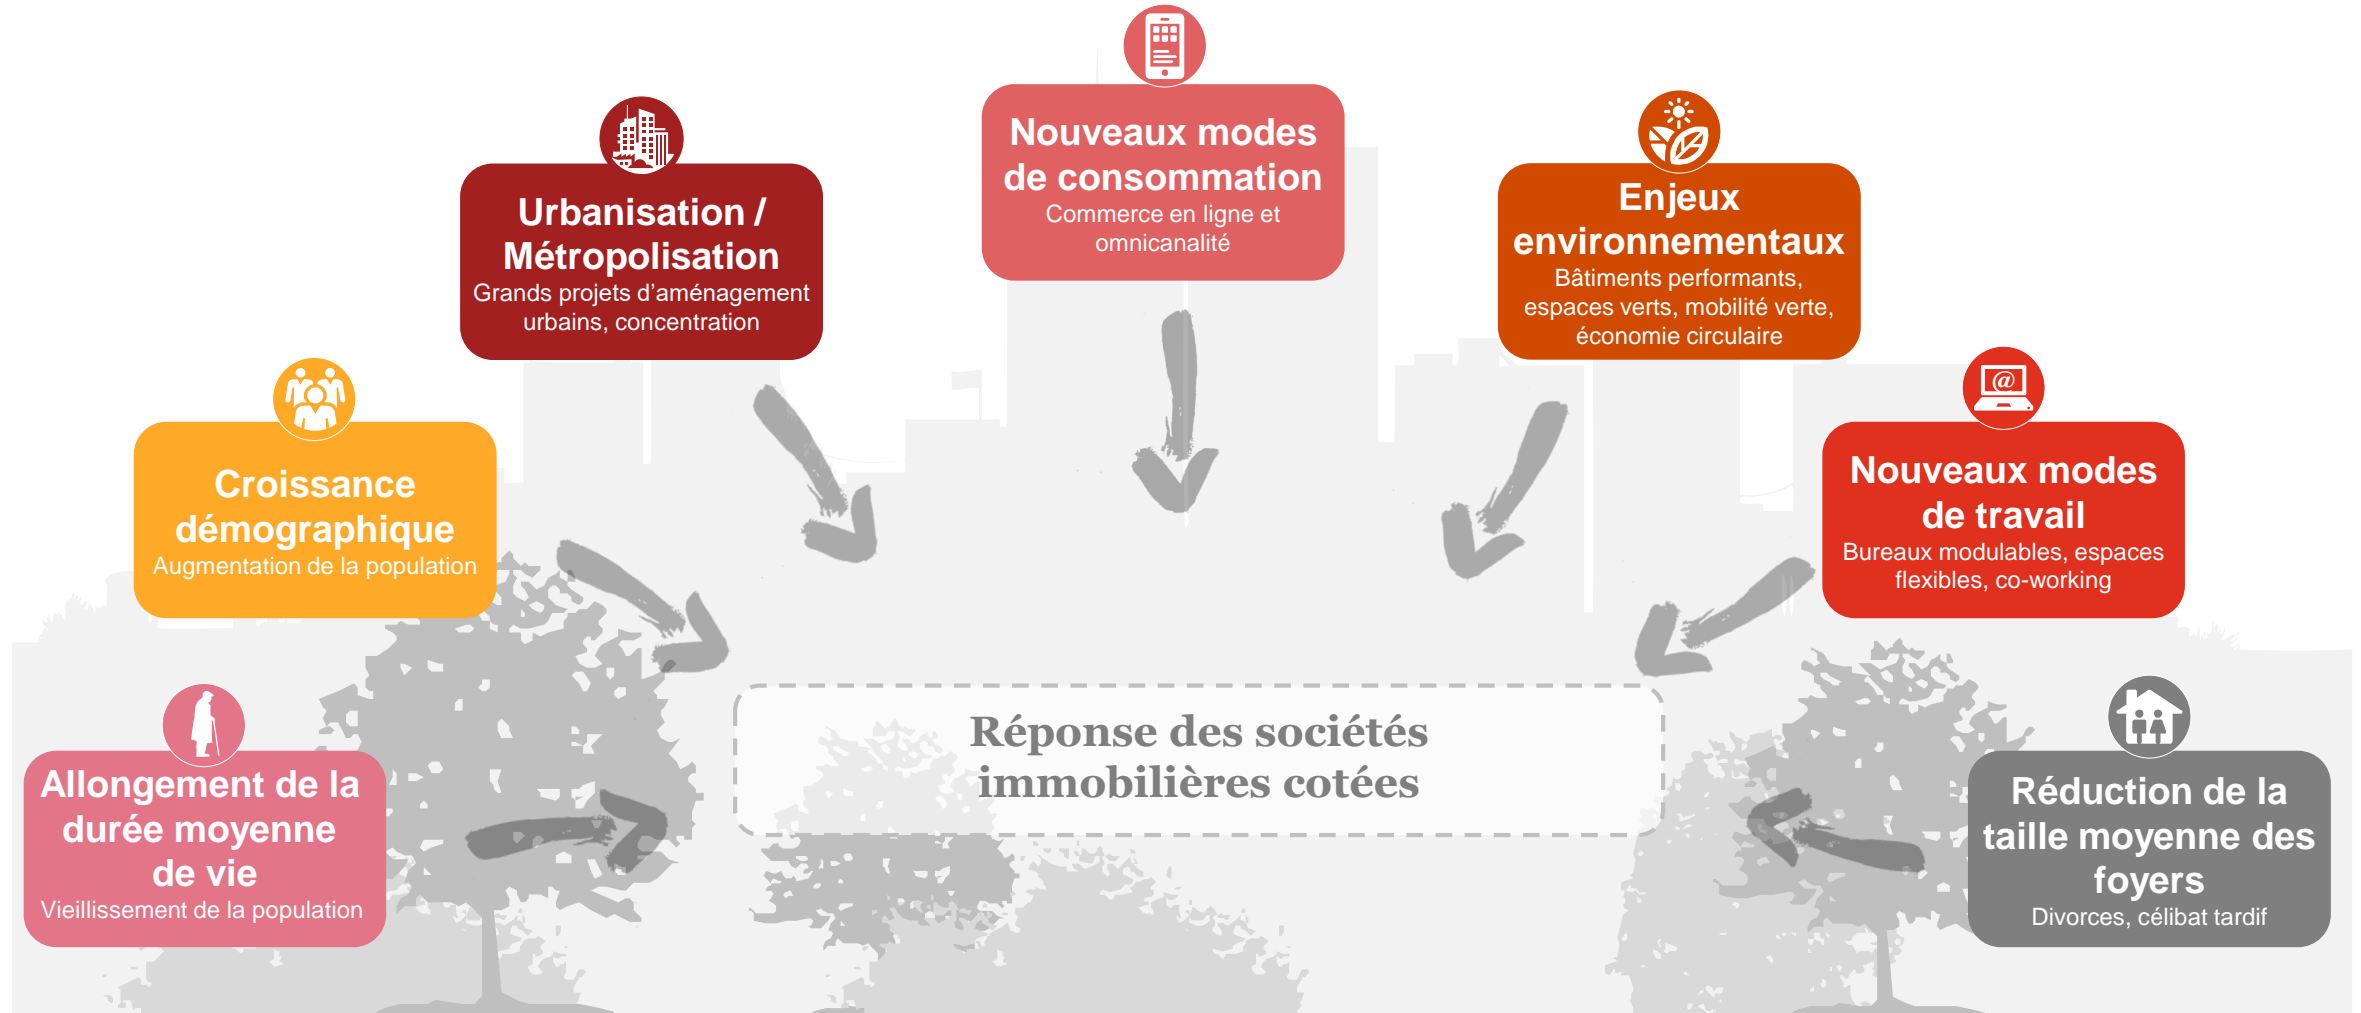 Nouveaux modes
de consommation
Commerce en ligne et
omnicanalité
Urbanisation /
Métropolisation
Grands projets d’aménagement
urbains, concentration
Enjeux
environnementaux
Bâtiments performants,
espaces verts, mobilité verte,
économie circulaire
Croissance
démographique
Augmentation de la population
@
Nouveaux modes
de travail
Bureaux modulables, espaces
flexibles, co-working
Allongement de la
durée moyenne
de vie
Vieillissement de la population
Réponse des sociétés
immobilières cotées
Réduction de la
taille moyenne des
foyers
Divorces, célibat tardif